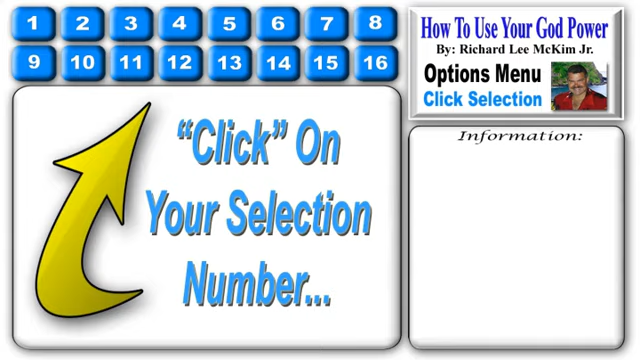 1 2 3 4 5 6 7 8
9 10 11 12 13 14 15 16
How To Use Your God Power
By: Richard Lee McKim Jr.
Options Menu
Click Selection
“Click” On
Your Selection
Number...
Information: